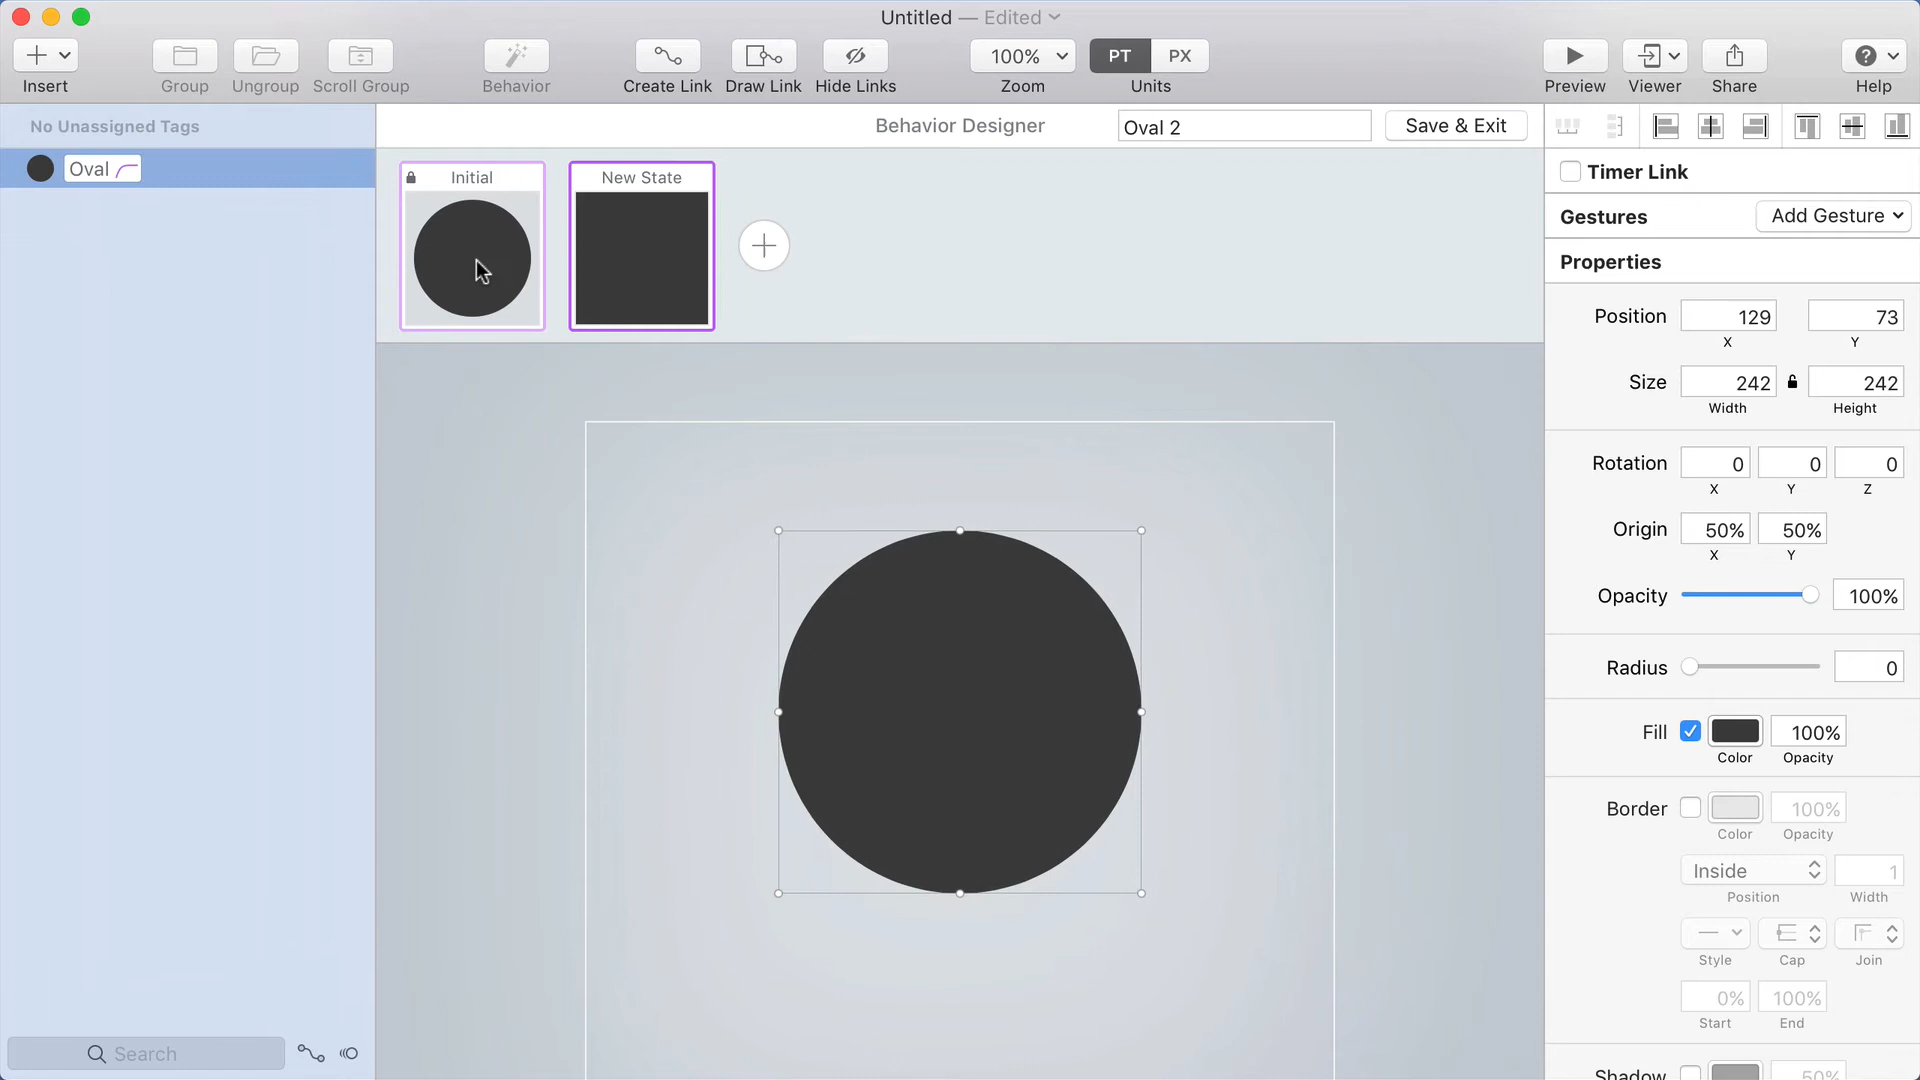 Untitled — Edited
Insert
Group
Ungroup
Scroll Group
Behavior
Create Link
Draw Link
Hide Links
100%
Zoom
PT PX
Units
Preview
Viewer
Share
Help
No Unassigned Tags
Behavior Designer
Oval 2
Save & Exit
Oval
Initial
New State
Timer Link
Gestures
Add Gesture
Properties
Position 129 73
X Y
Size 242 242
Width Height
Rotation 0 0 0
X Y Z
Origin 50% 50%
X Y
Opacity 100%
Radius 0
Fill 100%
Color Opacity
Border 100%
Color Opacity
Inside 1
Position Width
Style Cap Join
0% 100%
Start End
Shadow 50%
Search